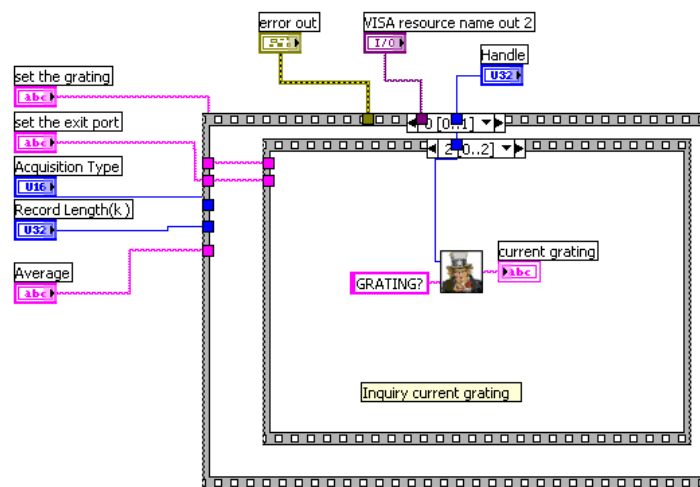 error out
VISA resource name out 2
I/O
Handle
U32
set the grating
abc
set the exit port
abc
Acquisition Type
U16
Record Length(k)
U32
Average
abc
0 [0..1]
2 [0..2]
current grating
abc
GRATING?
Inquiry current grating